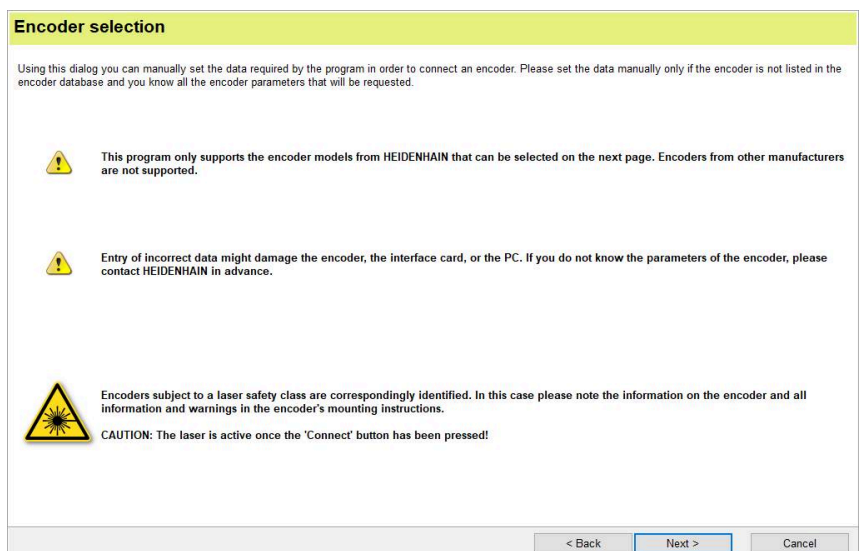 Encoder selection
Using this dialog you can manually set the data required by the program in order to connect an encoder. Please set the data manually only if the encoder is not listed in the
encoder database and you know all the encoder parameters that will be requested.
This program only supports the encoder models from HEIDENHAIN that can be selected on the next page. Encoders from other manufacturers
are not supported.
Entry of incorrect data might damage the encoder, the interface card, or the PC. If you do not know the parameters of the encoder, please
contact HEIDENHAIN in advance.
Encoders subject to a laser safety class are correspondingly identified. In this case please note the information on the encoder and all
information and warnings in the encoder's mounting instructions.
CAUTION: The laser is active once the 'Connect' button has been pressed!
< Back Next > Cancel